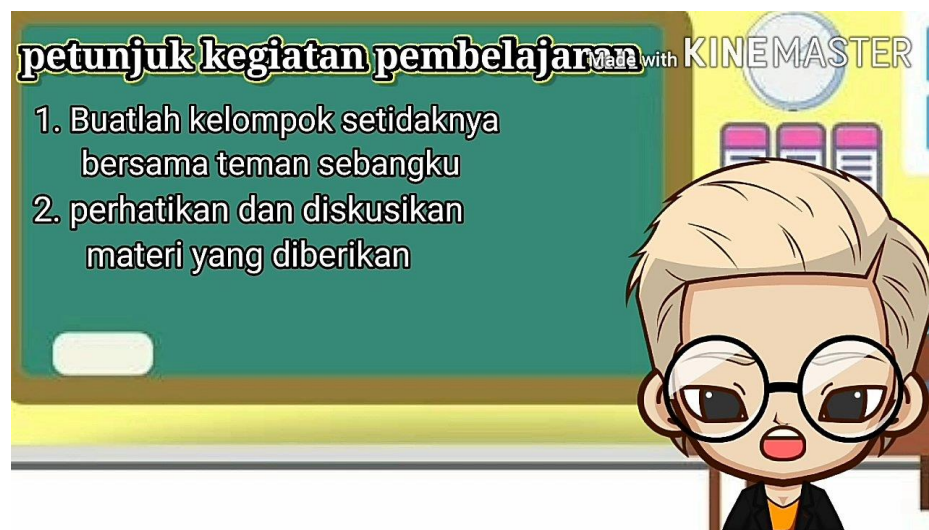 petunjuk kegiatan pembelajaran
Made with KINEMASTER
1. Buatlah kelompok setidaknya
bersama teman sebangku
2. perhatikan dan diskusikan
materi yang diberikan